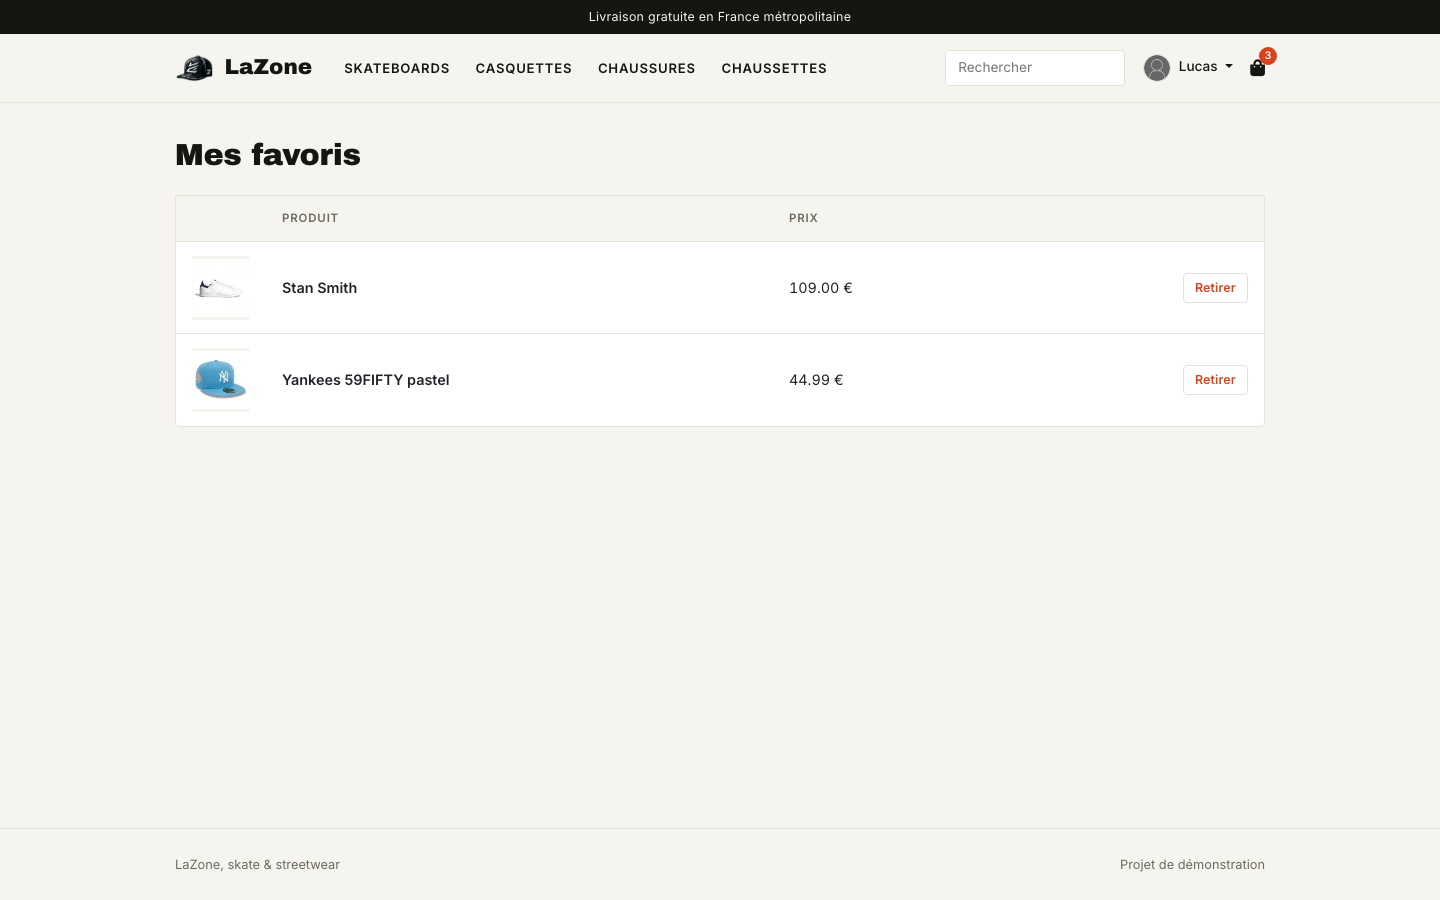 Livraison gratuite en France métropolitaine
LaZone SKATEBOARDS CASQUETTES CHAUSSURES CHAUSSETTES Rechercher Lucas 3
Mes favoris
PRODUIT PRIX
Stan Smith 109.00 € Retirer
Yankees 59FIFTY pastel 44.99 € Retirer
LaZone, skate & streetwear Projet de démonstration